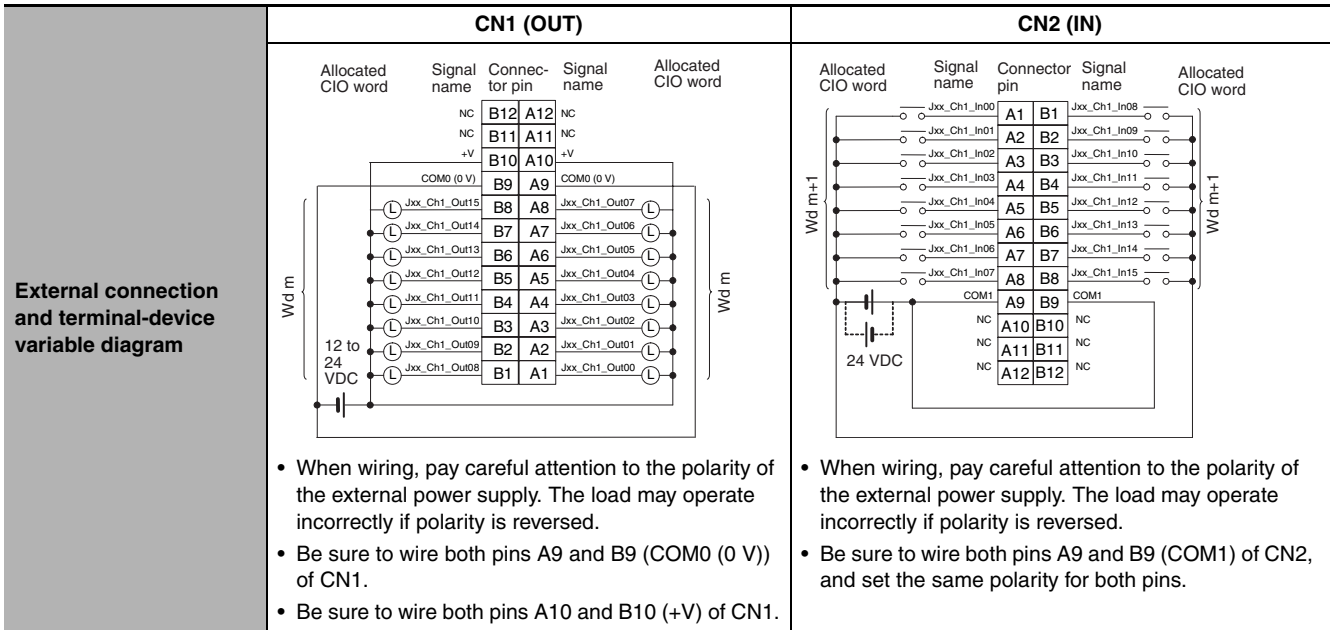 CN1 (OUT)
CN2 (IN)
External connection
and terminal-device
variable diagram
Allocated
CIO word
Signal
name
Connec-
tor pin
Signal
name
Allocated
CIO word
NC B12 A12 NC
NC B11 A11 NC
+V B10 A10 +V
COM0 (0 V) B9 A9 COM0 (0 V)
L Jxx_Ch1_Out15 B8 A8 Jxx_Ch1_Out07 L
L Jxx_Ch1_Out14 B7 A7 Jxx_Ch1_Out06 L
L Jxx_Ch1_Out13 B6 A6 Jxx_Ch1_Out05 L
L Jxx_Ch1_Out12 B5 A5 Jxx_Ch1_Out04 L
L Jxx_Ch1_Out11 B4 A4 Jxx_Ch1_Out03 L
L Jxx_Ch1_Out10 B3 A3 Jxx_Ch1_Out02 L
L Jxx_Ch1_Out09 B2 A2 Jxx_Ch1_Out01 L
L Jxx_Ch1_Out08 B1 A1 Jxx_Ch1_Out00 L
Wd m
Wd m
12 to
24
VDC
• When wiring, pay careful attention to the polarity of
the external power supply. The load may operate
incorrectly if polarity is reversed.
• Be sure to wire both pins A9 and B9 (COM0 (0 V))
of CN1.
• Be sure to wire both pins A10 and B10 (+V) of CN1.
Allocated
CIO word
Signal
name
Connector
pin
Signal
name
Allocated
CIO word
Jxx_Ch1_In00 A1 B1 Jxx_Ch1_In08
Jxx_Ch1_In01 A2 B2 Jxx_Ch1_In09
Jxx_Ch1_In02 A3 B3 Jxx_Ch1_In10
Jxx_Ch1_In03 A4 B4 Jxx_Ch1_In11
Jxx_Ch1_In04 A5 B5 Jxx_Ch1_In12
Jxx_Ch1_In05 A6 B6 Jxx_Ch1_In13
Jxx_Ch1_In06 A7 B7 Jxx_Ch1_In14
Jxx_Ch1_In07 A8 B8 Jxx_Ch1_In15
COM1 A9 B9 COM1
NC A10 B10 NC
NC A11 B11 NC
NC A12 B12 NC
Wd m+1
Wd m+1
24 VDC
• When wiring, pay careful attention to the polarity of
the external power supply. The load may operate
incorrectly if polarity is reversed.
• Be sure to wire both pins A9 and B9 (COM1) of CN2,
and set the same polarity for both pins.